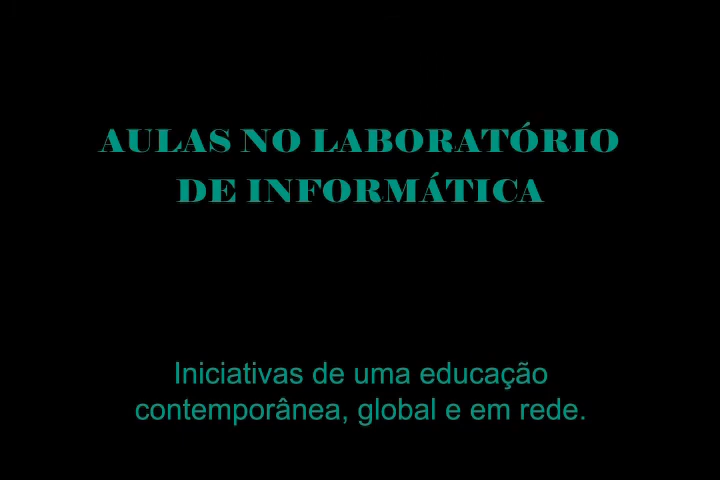 AULAS NO LABORATÓRIO
DE INFORMÁTICA
Iniciativas de uma educação
contemporânea, global e em rede.